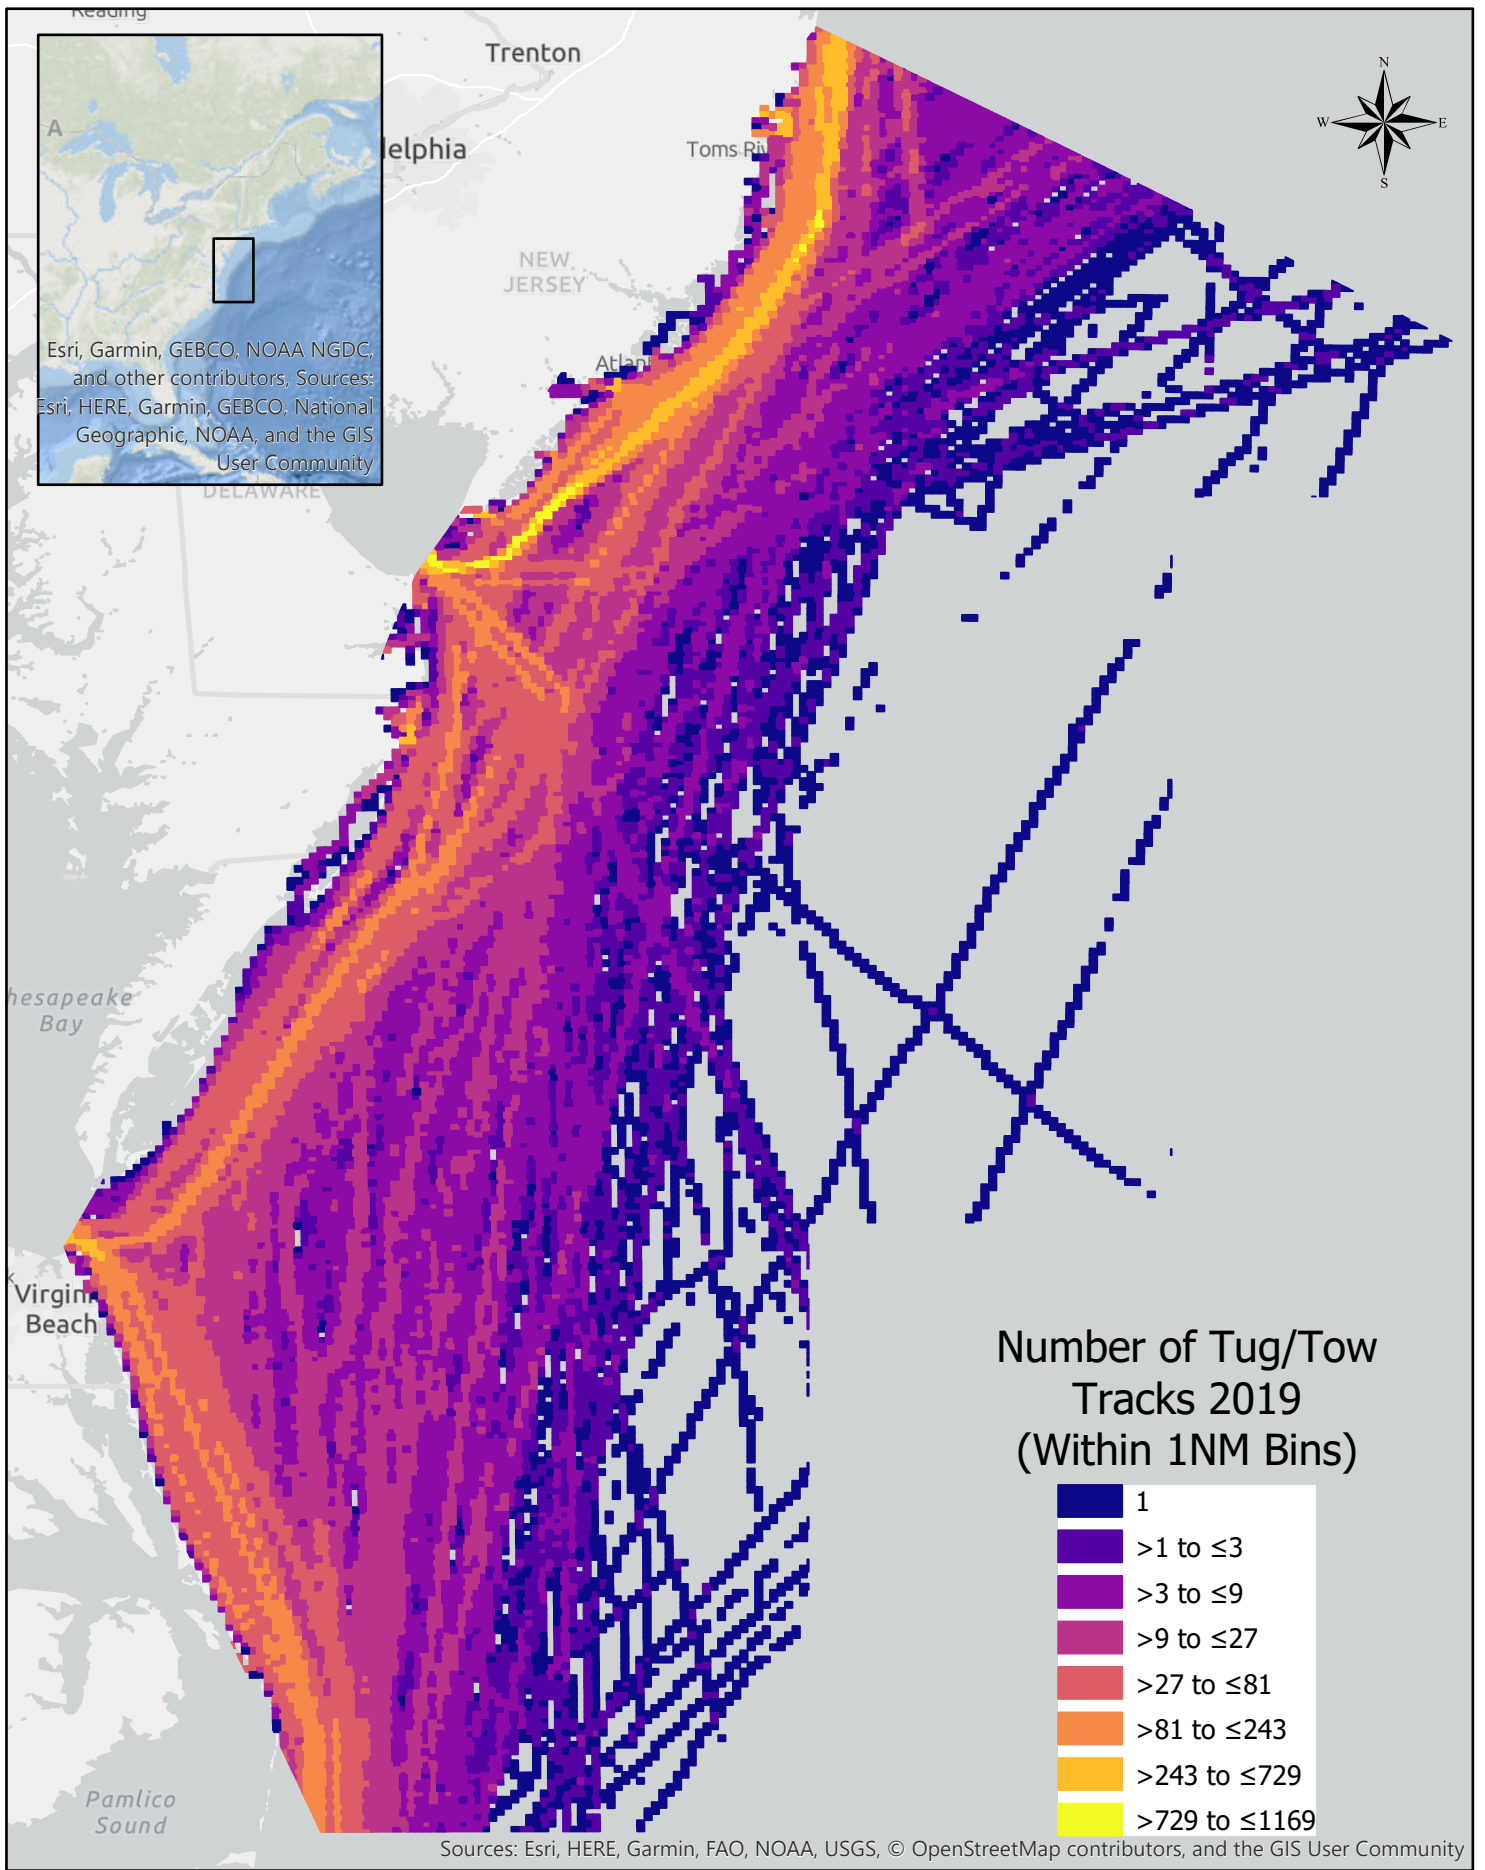 Reading
Trenton
N
W
E
S
A
elphia
Toms Riv
NEW
JERSEY
Esri, Garmin, GEBCO, NOAA NGDC,
and other contributors, Sources:
Esri, HERE, Garmin, GEBCO, National
Geographic, NOAA, and the GIS
User Community
Atlant
DELAWARE
hesapeake
Bay
k
Virgin
Beach
Number of Tug/Tow
Tracks 2019
(Within 1NM Bins)
1
>1 to ≤3
>3 to ≤9
>9 to ≤27
>27 to ≤81
>81 to ≤243
>243 to ≤729
>729 to ≤1169
Pamlico
Sound
Sources: Esri, HERE, Garmin, FAO, NOAA, USGS, © OpenStreetMap contributors, and the GIS User Community